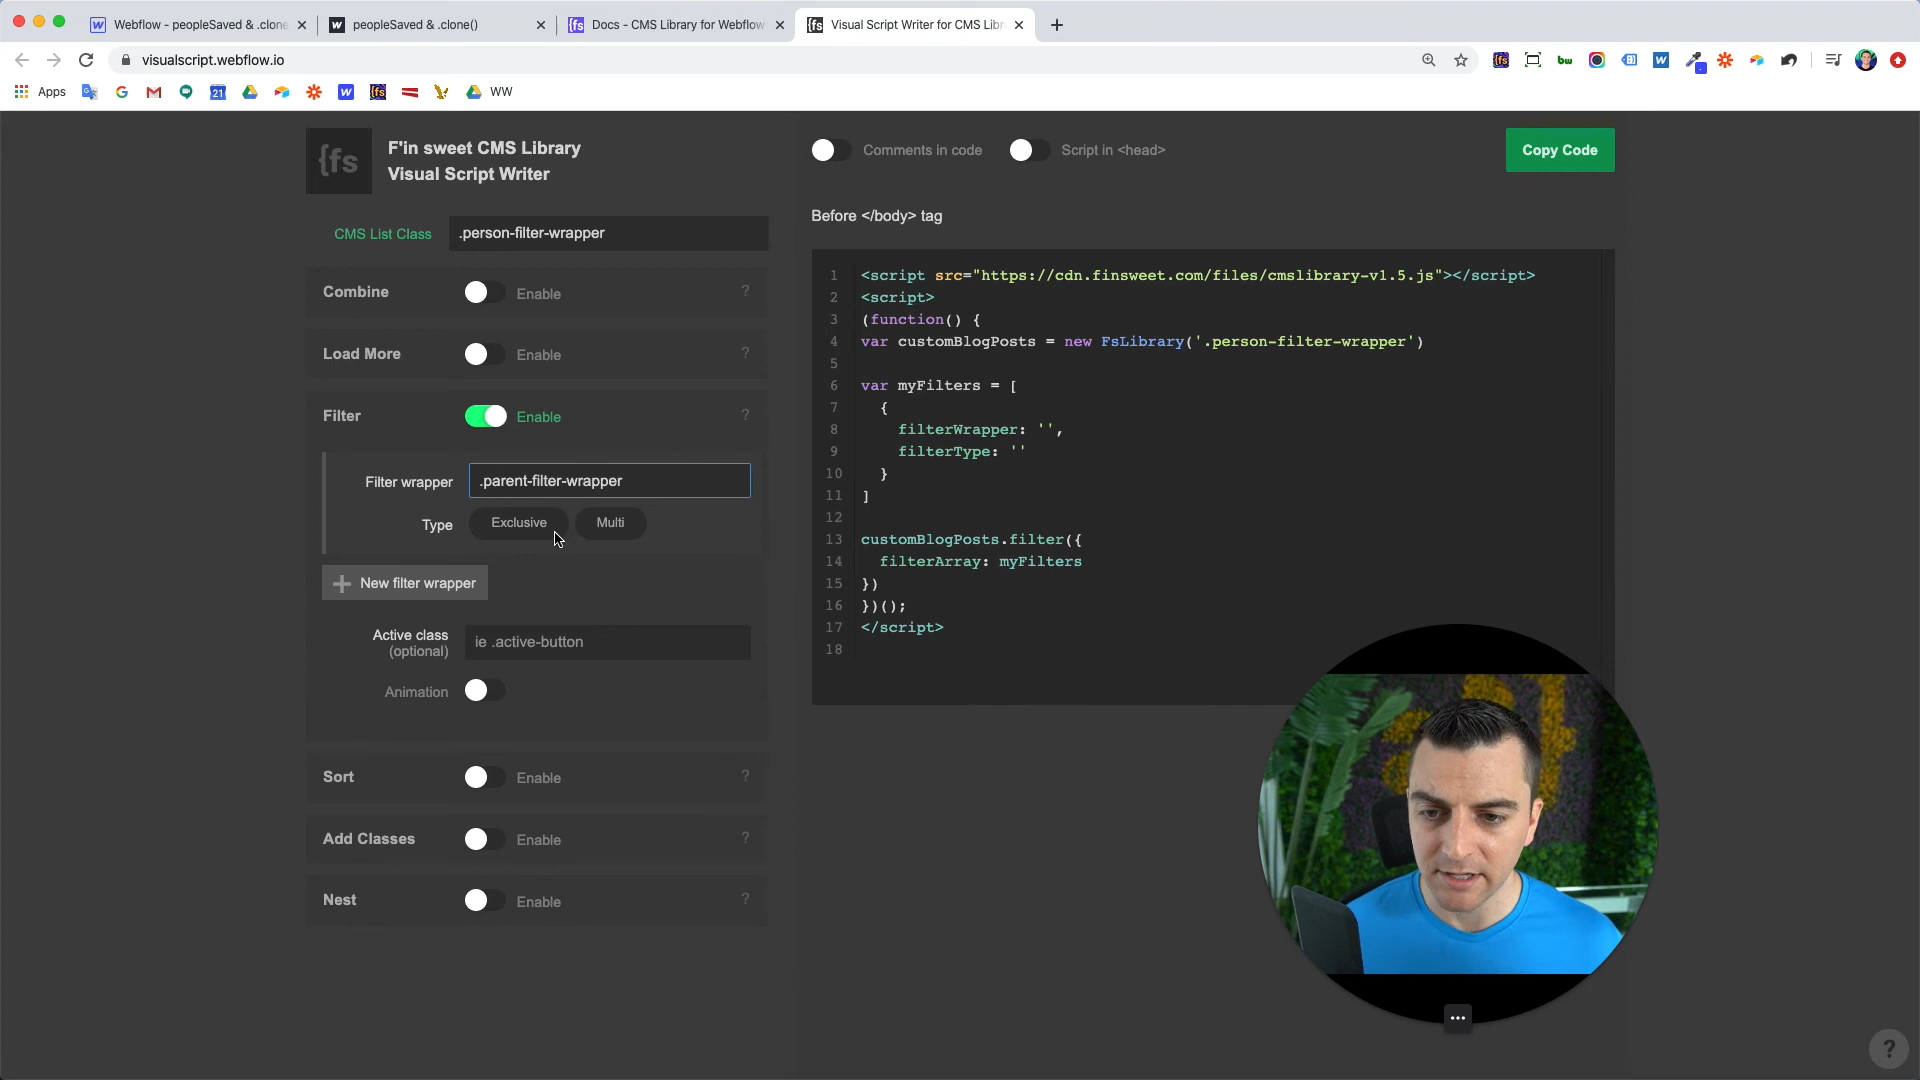 Webflow - peopleSaved & .clone
peopleSaved & .clone()
Docs - CMS Library for Webflow
Visual Script Writer for CMS Libr
visualscript.webflow.io
Apps
WW
{fs
F'in sweet CMS Library
Visual Script Writer
Comments in code
Script in <head>
Copy Code
CMS List Class
.person-filter-wrapper
Before </body> tag
Combine
Enable
?
Load More
Enable
?
Filter
Enable
?
Filter wrapper
.parent-filter-wrapper
Type
Exclusive
Multi
New filter wrapper
Active class
(optional)
ie .active-button
Animation
Sort
Enable
?
Add Classes
Enable
?
Nest
Enable
?
1 <script src="https://cdn.finsweet.com/files/cmslibrary-v1.5.js"></script>
2 <script>
3 (function() {
4 var customBlogPosts = new FsLibrary('.person-filter-wrapper')
5
6 var myFilters = [
7 {
8 filterWrapper: '',
9 filterType: ''
10 }
11 ]
12
13 customBlogPosts.filter({
14 filterArray: myFilters
15 })
16 })();
17 </script>
18
?